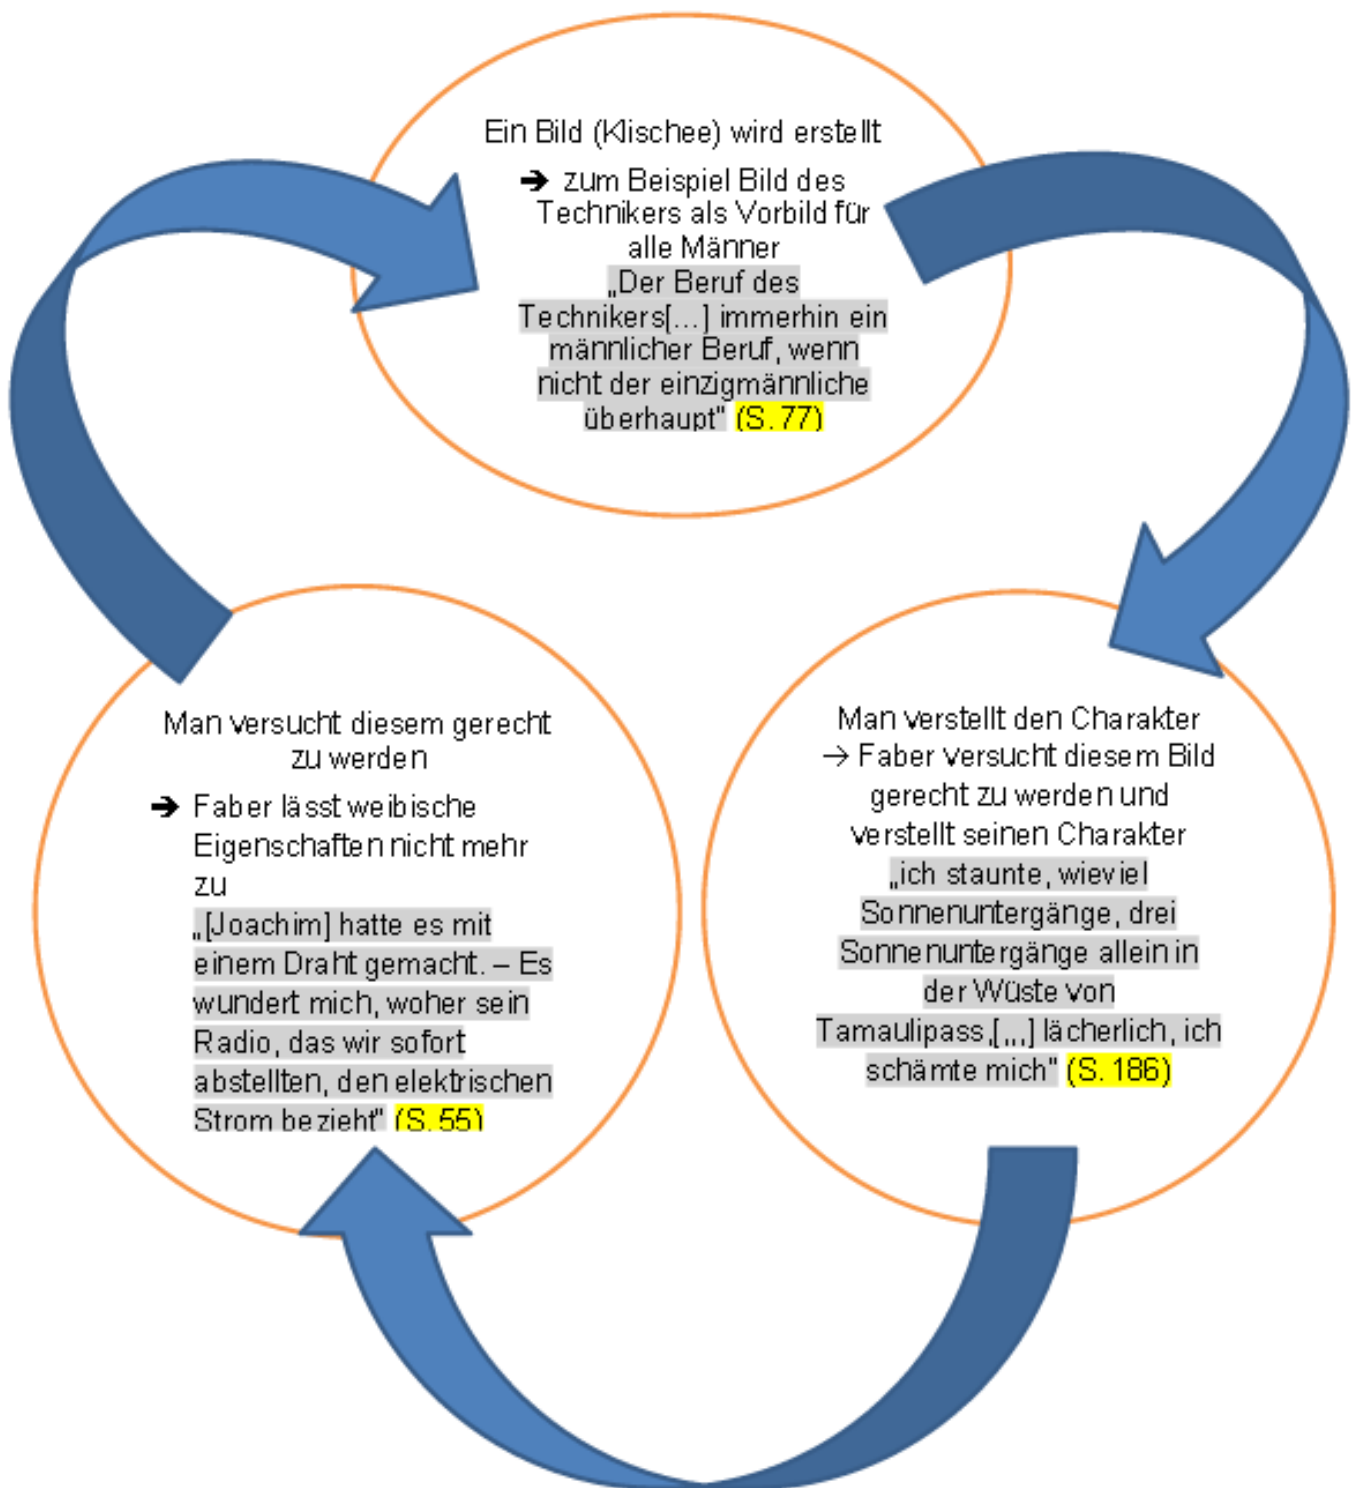 Ein Bild (Klischee) wird erstellt
➔ zum Beispiel Bild des
Technikers als Vorbild für
alle Männer
„Der Beruf des
Technikers[...] immerhin ein
männlicher Beruf, wenn
nicht der einzigmännliche
überhaupt" (S. 77)
Man verstellt den Charakter
→ Faber versucht diesem Bild
gerecht zu werden und
verstellt seinen Charakter
„ich staunte, wieviel
Sonnenuntergänge, drei
Sonnenuntergänge allein in
der Wüste von
Tamaulipass,[,,,] lächerlich, ich
schämte mich" (S. 186)
Man versucht diesem gerecht
zu werden
➔ Faber lässt weibische
Eigenschaften nicht mehr
zu
„[Joachim] hatte es mit
einem Draht gemacht. – Es
wundert mich, woher sein
Radio, das wir sofort
abstellten, den elektrischen
Strom bezieht" (S. 55)